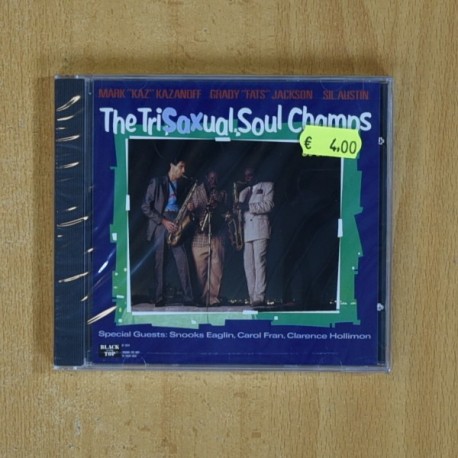 MARK "KAZ" KAZANOFF GRADY "FATS" JACKSON SIL AUSTIN
The TriSaxual Soul Champs
€ 4.00
Special Guests: Snooks Eaglin, Carol Fran, Clarence Hollimon
BLACK
TOP